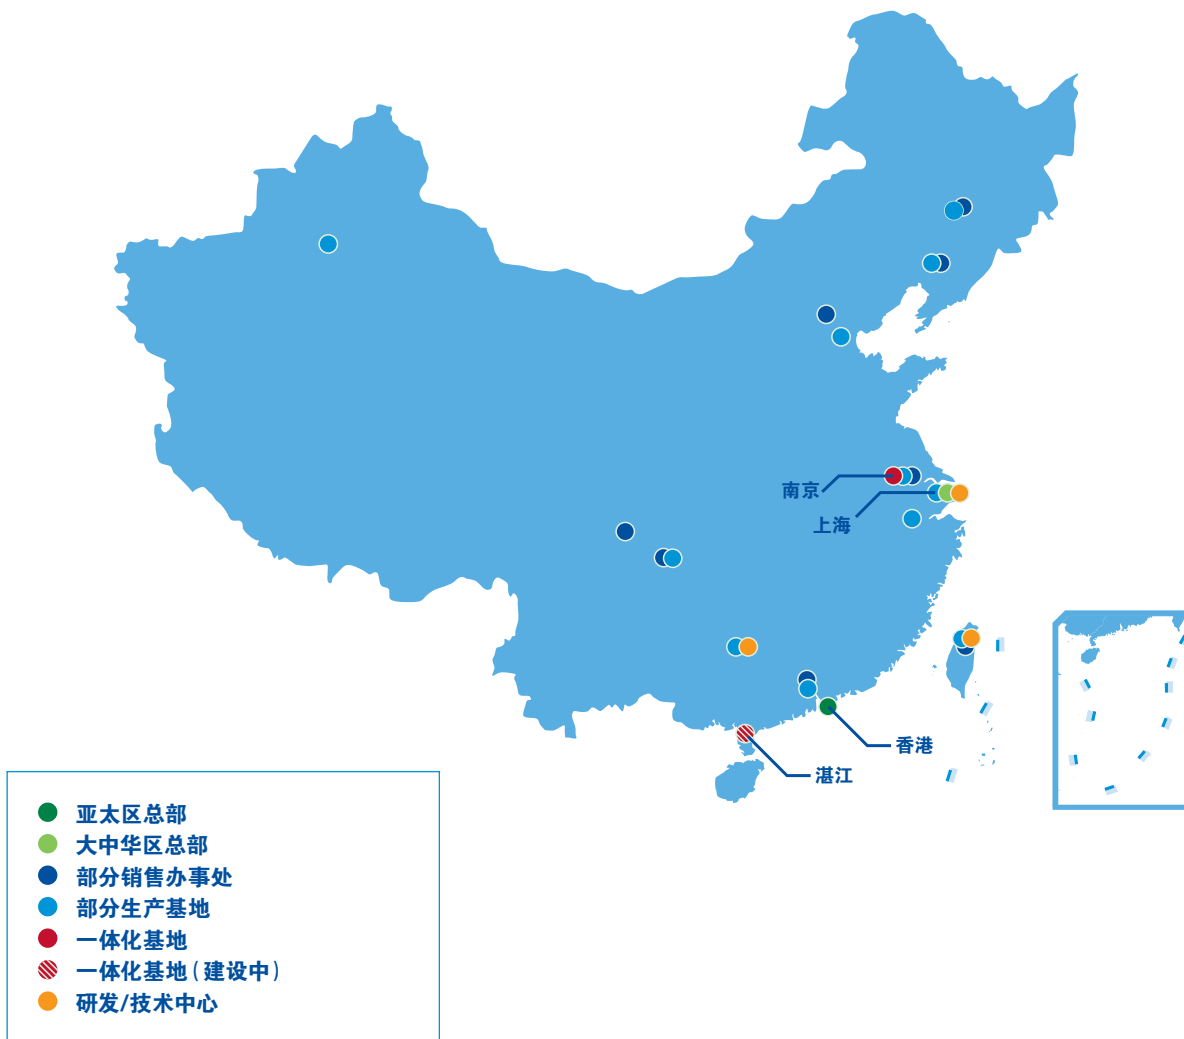 南京
上海
香港
湛江
亚太区总部
大中华区总部
部分销售办事处
部分生产基地
一体化基地
一体化基地(建设中)
研发/技术中心